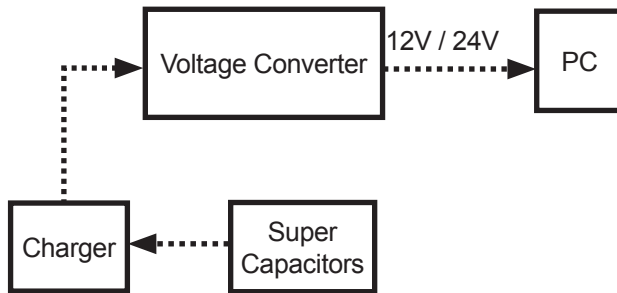 Voltage Converter
12V / 24V
PC
Charger
Super
Capacitors